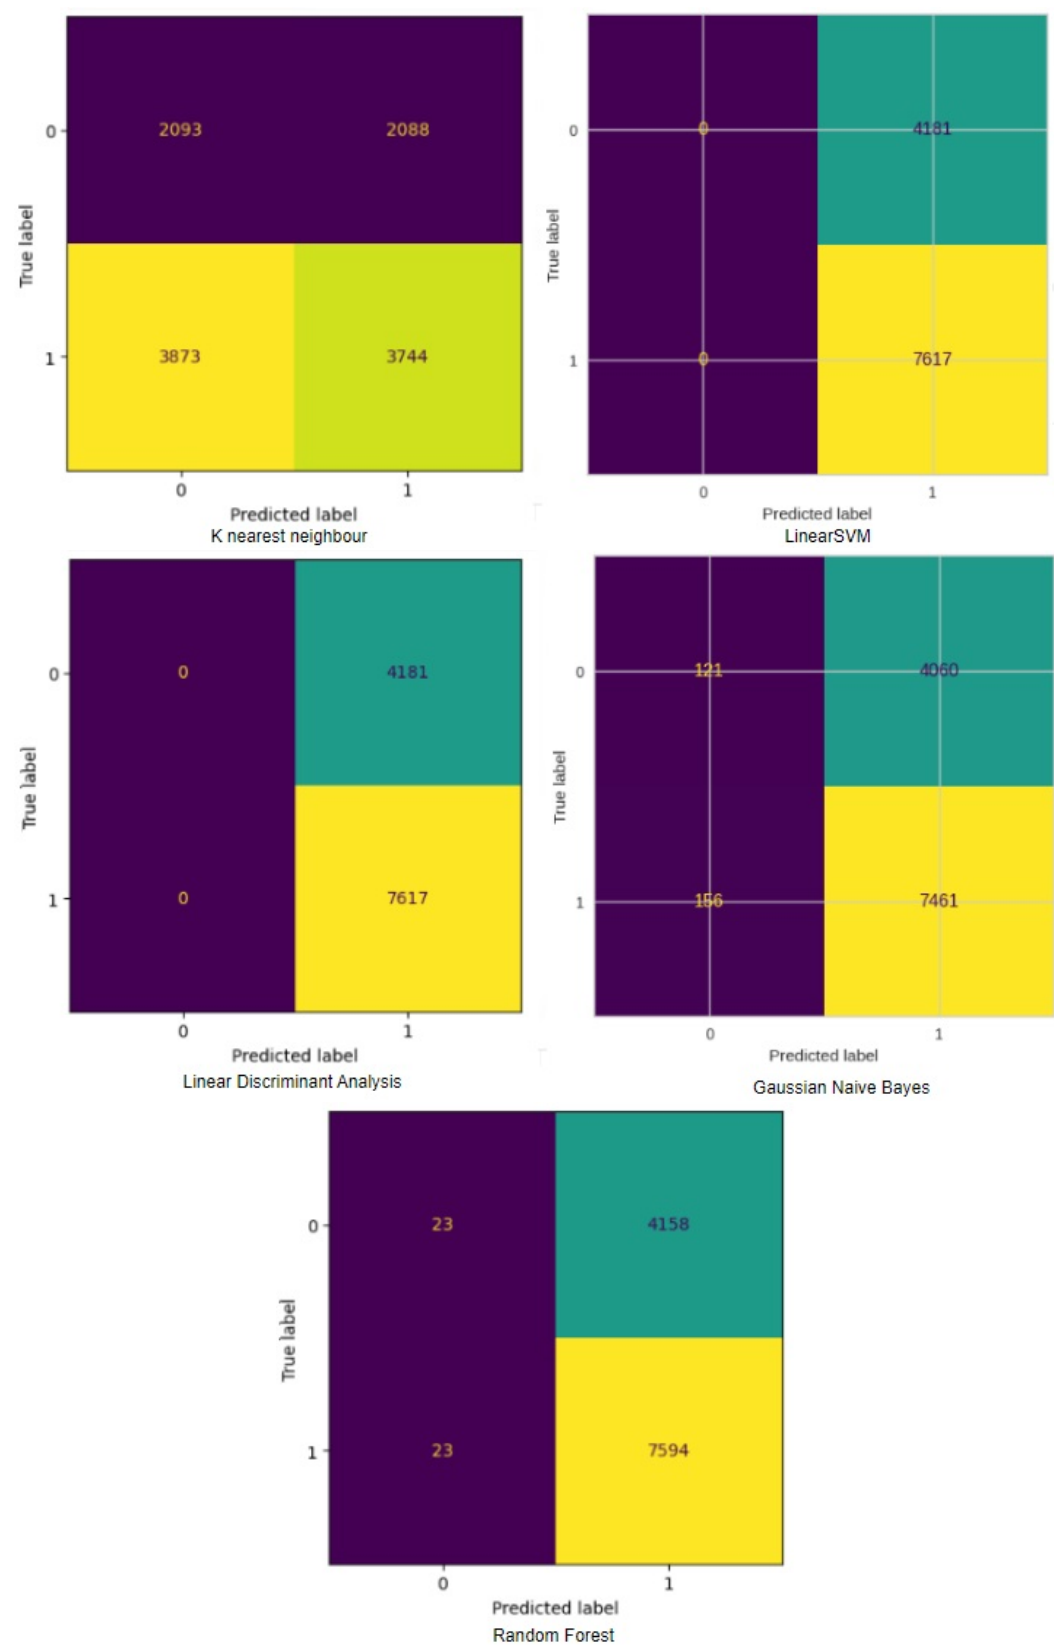 0 2093 2088
True label
1 3873 3744
0 1
Predicted label
K nearest neighbour
0 0 4181
True label
1 0 7617
0 1
Predicted label
LinearSVM
0 0 4181
True label
1 0 7617
0 1
Predicted label
Linear Discriminant Analysis
0 121 4060
True label
1 156 7461
0 1
Predicted label
Gaussian Naive Bayes
0 23 4158
True label
1 23 7594
0 1
Predicted label
Random Forest